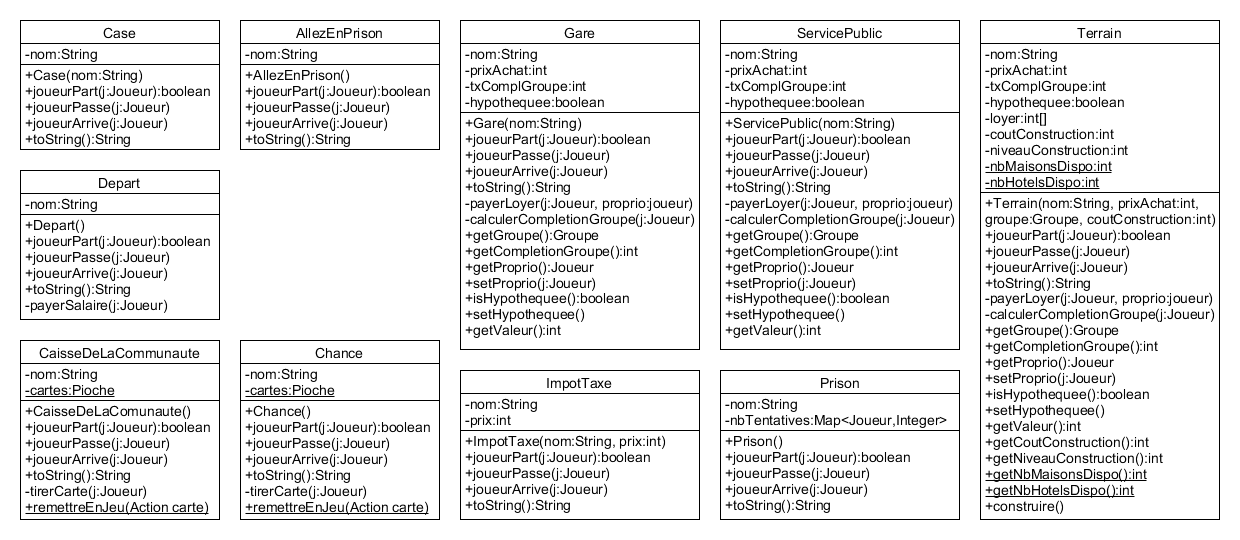 Case
-nom:String
+Case(nom:String)
+joueurPart(j:Joueur):boolean
+joueurPasse(j:Joueur)
+joueurArrive(j:Joueur)
+toString():String
AllezEnPrison
-nom:String
+AllezEnPrison()
+joueurPart(j:Joueur):boolean
+joueurPasse(j:Joueur)
+joueurArrive(j:Joueur)
+toString():String
Depart
-nom:String
+Depart()
+joueurPart(j:Joueur):boolean
+joueurPasse(j:Joueur)
+joueurArrive(j:Joueur)
+toString():String
-payerSalaire(j:Joueur)
CaisseDeLaCommunaute
-nom:String
-cartes:Pioche
+CaisseDeLaComunaute()
+joueurPart(j:Joueur):boolean
+joueurPasse(j:Joueur)
+joueurArrive(j:Joueur)
+toString():String
-tirerCarte(j:Joueur)
+remettreEnJeu(Action carte)
Chance
-nom:String
-cartes:Pioche
+Chance()
+joueurPart(j:Joueur):boolean
+joueurPasse(j:Joueur)
+joueurArrive(j:Joueur)
+toString():String
-tirerCarte(j:Joueur)
+remettreEnJeu(Action carte)
Gare
-nom:String
-prixAchat:int
-txComplGroupe:int
-hypothequee:boolean
+Gare(nom:String)
+joueurPart(j:Joueur):boolean
+joueurPasse(j:Joueur)
+joueurArrive(j:Joueur)
+toString():String
-payerLoyer(j:Joueur, proprio:joueur)
-calculerCompletionGroupe(j:Joueur)
+getGroupe():Groupe
+getCompletionGroupe():int
+getProprio():Joueur
+setProprio(j:Joueur)
+isHypothequee():boolean
+setHypothequee()
+getValeur():int
ServicePublic
-nom:String
-prixAchat:int
-txComplGroupe:int
-hypothequee:boolean
+ServicePublic(nom:String)
+joueurPart(j:Joueur):boolean
+joueurPasse(j:Joueur)
+joueurArrive(j:Joueur)
+toString():String
-payerLoyer(j:Joueur, proprio:joueur)
-calculerCompletionGroupe(j:Joueur)
+getGroupe():Groupe
+getCompletionGroupe():int
+getProprio():Joueur
+setProprio(j:Joueur)
+isHypothequee():boolean
+setHypothequee()
+getValeur():int
ImpotTaxe
-nom:String
-prix:int
+ImpotTaxe(nom:String, prix:int)
+joueurPart(j:Joueur):boolean
+joueurPasse(j:Joueur)
+joueurArrive(j:Joueur)
+toString():String
Prison
-nom:String
-nbTentatives:Map<Joueur,Integer>
+Prison()
+joueurPart(j:Joueur):boolean
+joueurPasse(j:Joueur)
+joueurArrive(j:Joueur)
+toString():String
Terrain
-nom:String
-prixAchat:int
-txComplGroupe:int
-hypothequee:boolean
-loyer:int[]
-coutConstruction:int
-niveauConstruction:int
-nbMaisonsDispo:int
-nbHotelsDispo:int
+Terrain(nom:String, prixAchat:int,
groupe:Groupe, coutConstruction:int)
+joueurPart(j:Joueur):boolean
+joueurPasse(j:Joueur)
+joueurArrive(j:Joueur)
+toString():String
-payerLoyer(j:Joueur, proprio:joueur)
-calculerCompletionGroupe(j:Joueur)
+getGroupe():Groupe
+getCompletionGroupe():int
+getProprio():Joueur
+setProprio(j:Joueur)
+isHypothequee():boolean
+setHypothequee()
+getValeur():int
+getCoutConstruction():int
+getNiveauConstruction():int
+getNbMaisonsDispo():int
+getNbHotelsDispo():int
+construire()